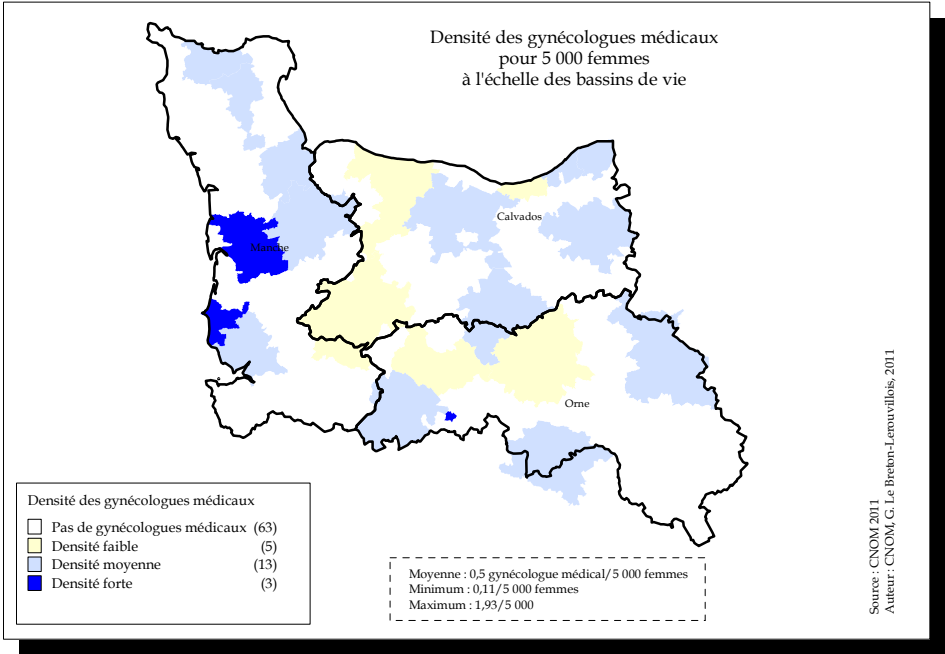 Densité des gynécologues médicaux
pour 5 000 femmes
à l'échelle des bassins de vie
Calvados
Manche
Orne
Densité des gynécologues médicaux
Pas de gynécologues médicaux (63)
Densité faible (5)
Densité moyenne (13)
Densité forte (3)
Moyenne : 0,5 gynécologue médical/5 000 femmes
Minimum : 0,11/5 000 femmes
Maximum : 1,93/5 000
Source : CNOM 2011
Auteur : CNOM, G. Le Breton-Lerouvillois, 2011